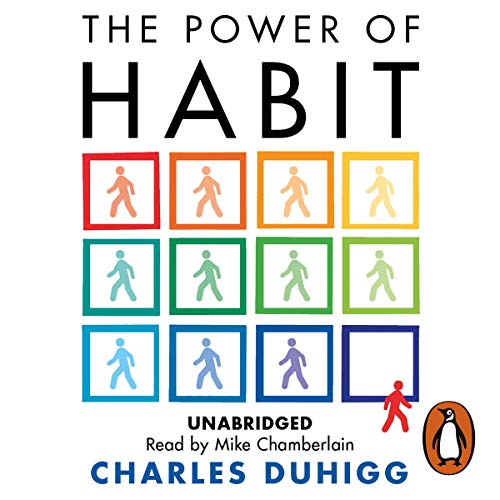 THE POWER OF
HABIT
UNABRIDGED
Read by Mike Chamberlain
CHARLES DUHIGG